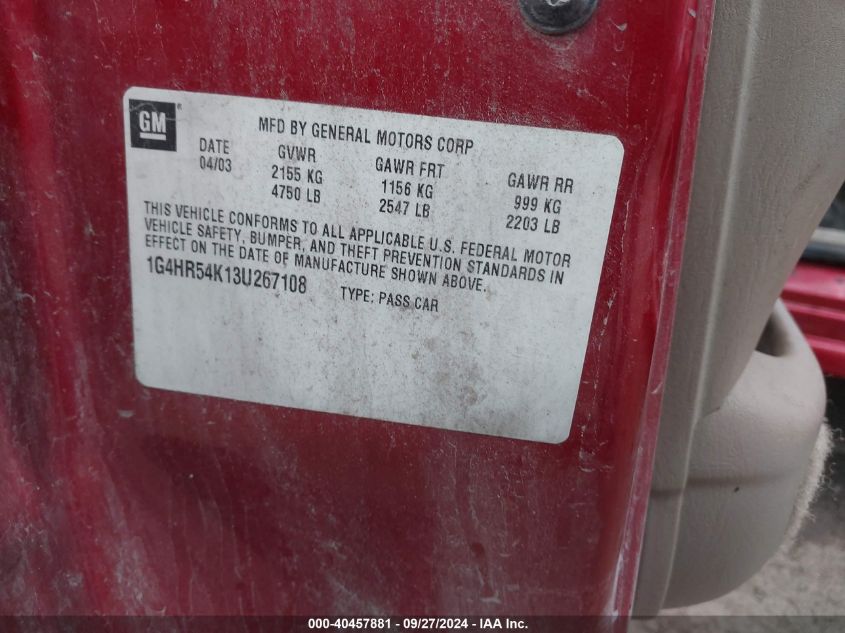 GM ®
MFD BY GENERAL MOTORS CORP
DATE GVWR GAWR FRT GAWR RR
04/03 2155 KG 1156 KG 999 KG
4750 LB 2547 LB 2203 LB
THIS VEHICLE CONFORMS TO ALL APPLICABLE U.S. FEDERAL MOTOR
VEHICLE SAFETY, BUMPER, AND THEFT PREVENTION STANDARDS IN
EFFECT ON THE DATE OF MANUFACTURE SHOWN ABOVE.
1G4HR54K13U267108 TYPE: PASS CAR
000-40457881 - 09/27/2024 - IAA Inc.